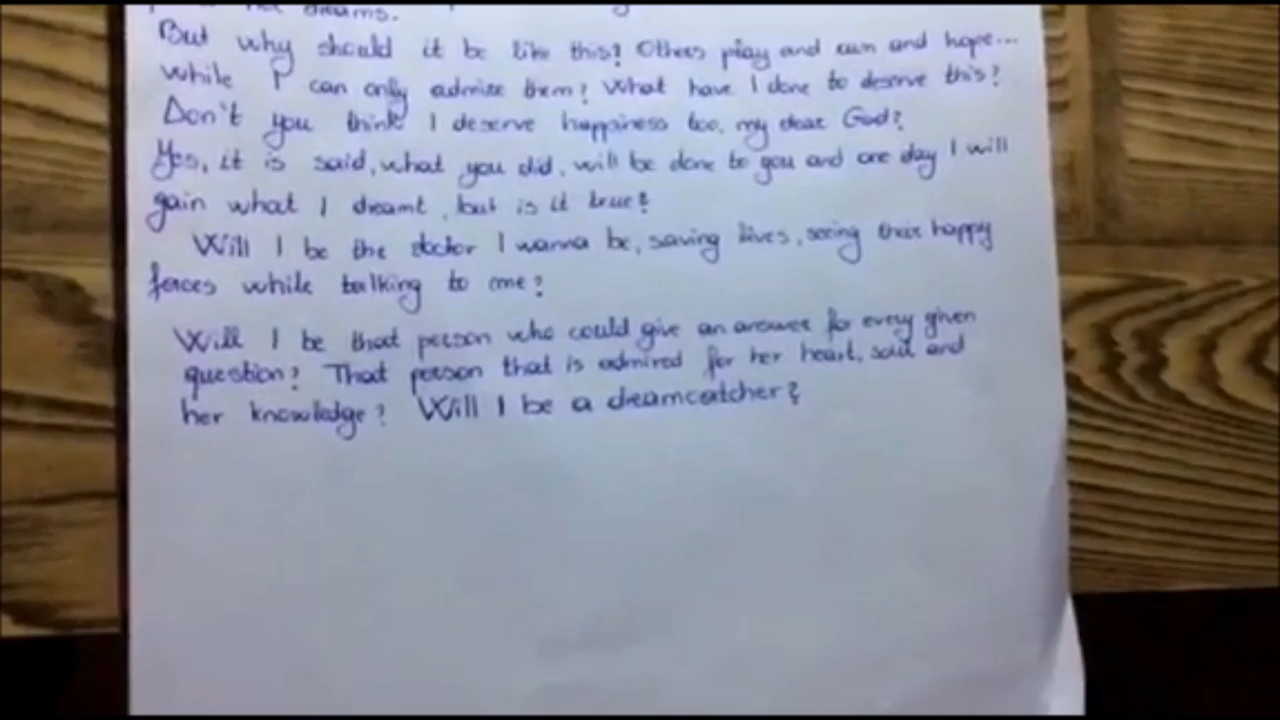 her dreams.
But why should it be like this? Others play and run and hope...
while I can only admire them? What have I done to deserve this?
Don't you think I deserve happiness too, my dear God?
Yes, it is said, what you did, will be done to you and one day I will
gain what I dreamt, but is it true?
Will I be the doctor I wanna be, saving lives, seeing their happy
faces while talking to me?
Will I be that person who could give an answer for every given
question? That person that is admired for her heart, soul and
her knowledge? Will I be a dreamcatcher?